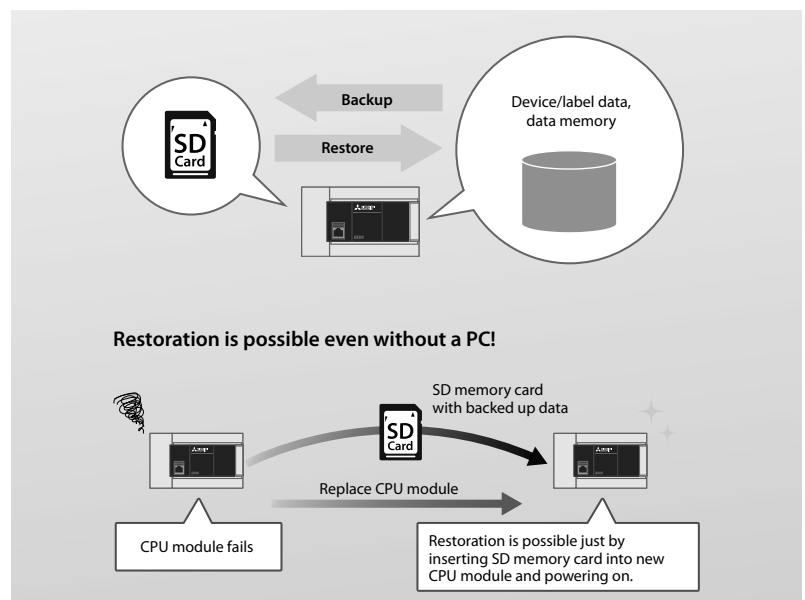 Backup
Device/label data,
data memory
SD
Card
Restore
Restoration is possible even without a PC!
SD memory card
with backed up data
SD
Card
Replace CPU module
CPU module fails
Restoration is possible just by
inserting SD memory card into new
CPU module and powering on.